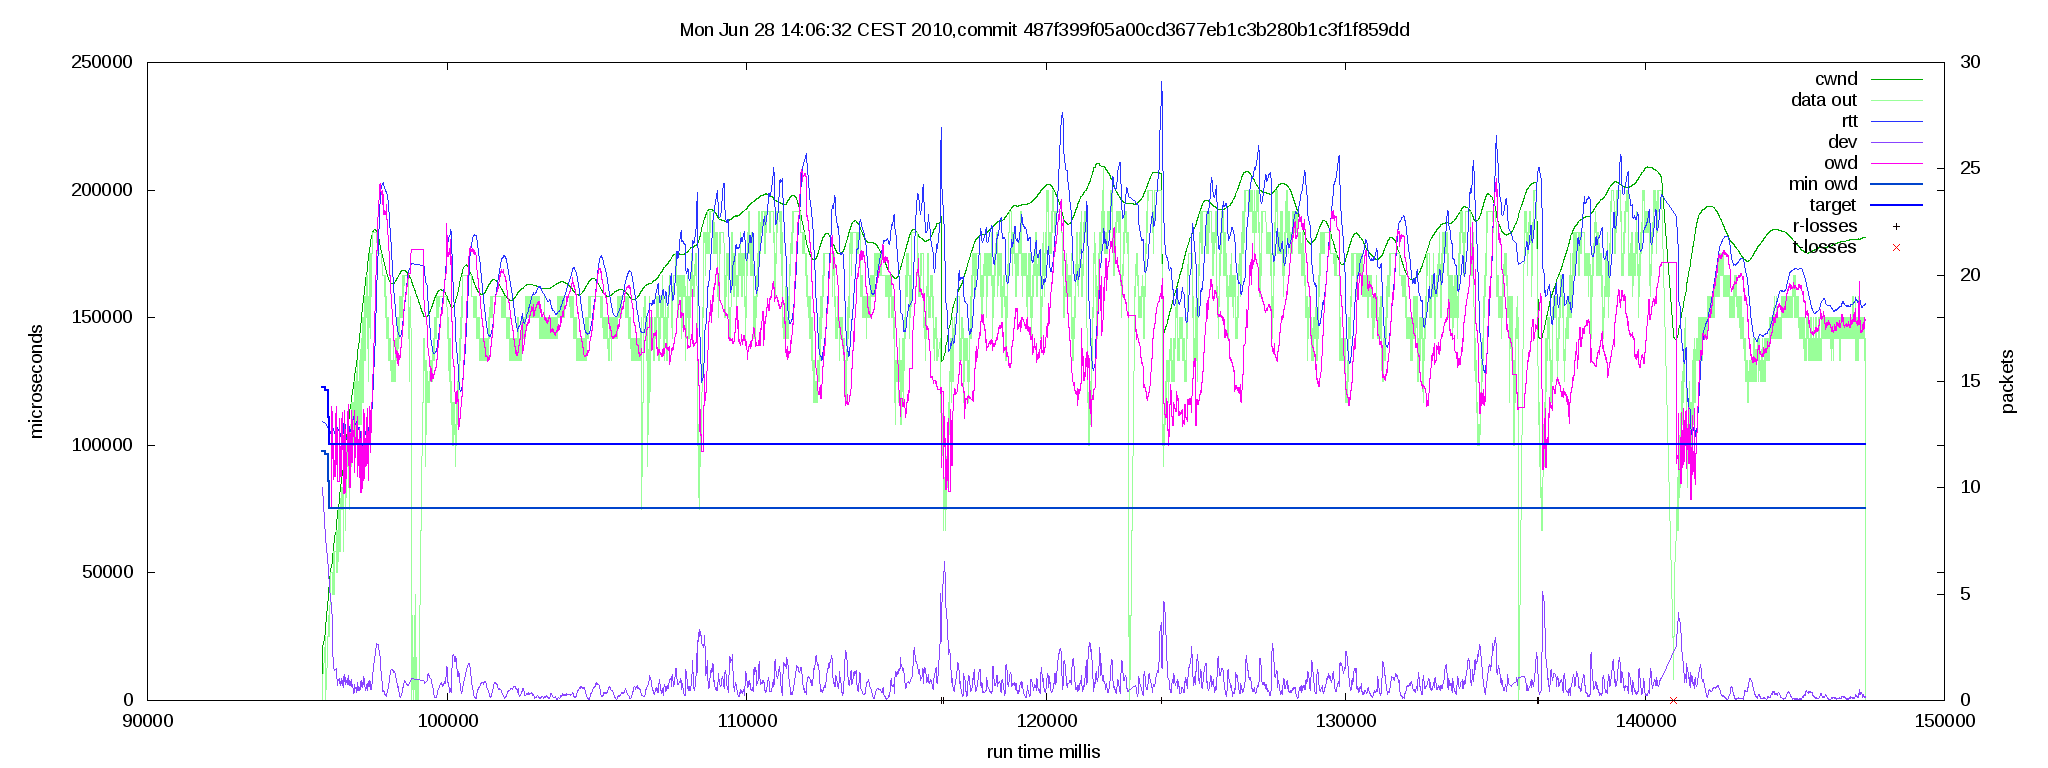 Mon Jun 28 14:06:32 CEST 2010,commit 487f399f05a00cd3677eb1c3b280b1c3f1f859dd
250000
200000
150000
100000
50000
0
microseconds
30
25
20
15
10
5
0
packets
cwnd
data out
rtt
dev
owd
min owd
target
r-losses
t-losses
90000 100000 110000 120000 130000 140000 150000
run time millis